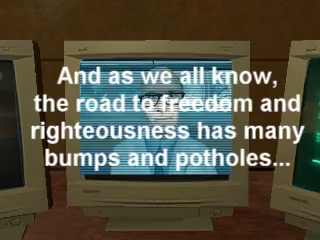 And as we all know,
the road to freedom and
righteousness has many
bumps and potholes...